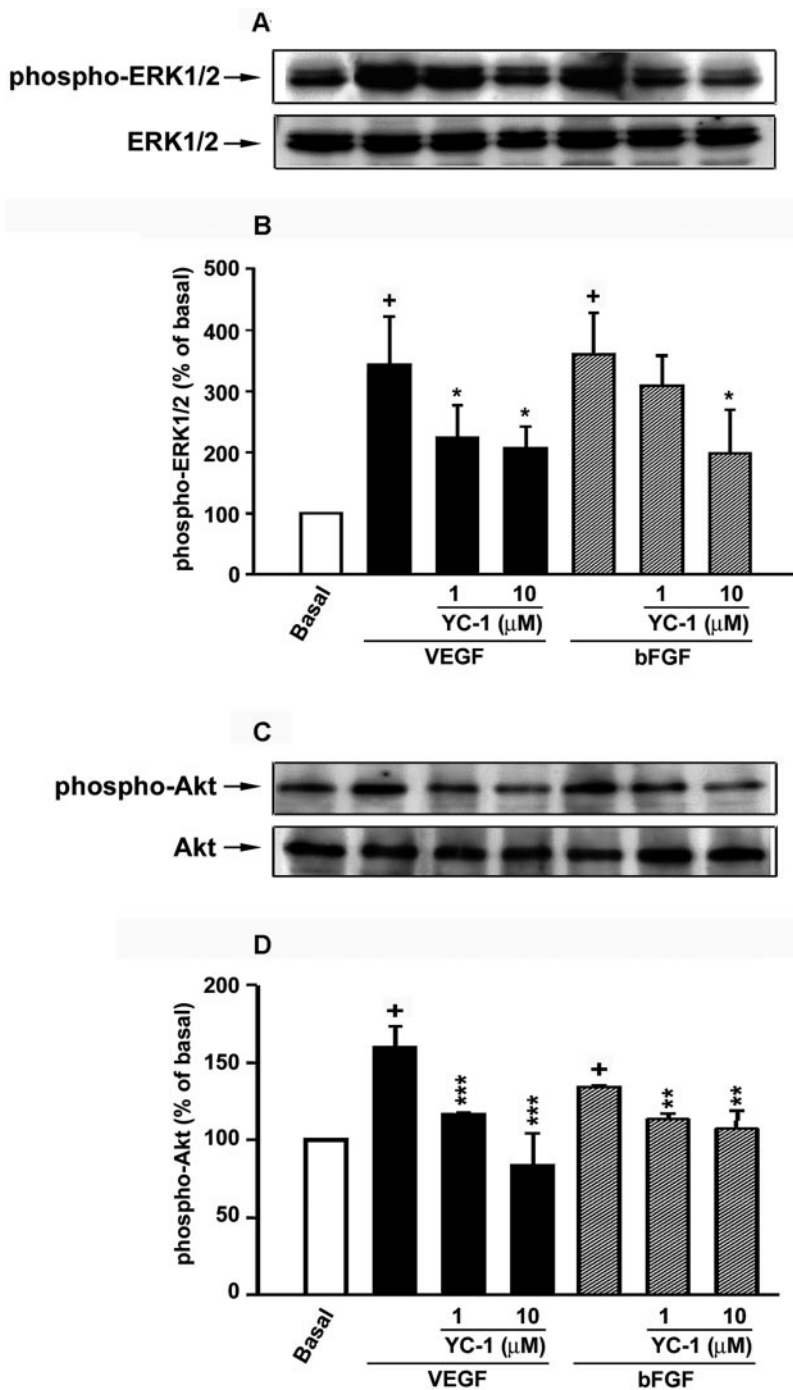 A
phospho-ERK1/2
ERK1/2
B
phospho-ERK1/2 (% of basal)
500
400
300
200
100
0
+
*
*
+
*
Basal
1 10 1 10
YC-1 (μM) YC-1 (μM)
VEGF bFGF
C
phospho-Akt
Akt
D
phospho-Akt (% of basal)
200
150
100
50
0
+
***
***
+
**
**
Basal
1 10 1 10
YC-1 (μM) YC-1 (μM)
VEGF bFGF